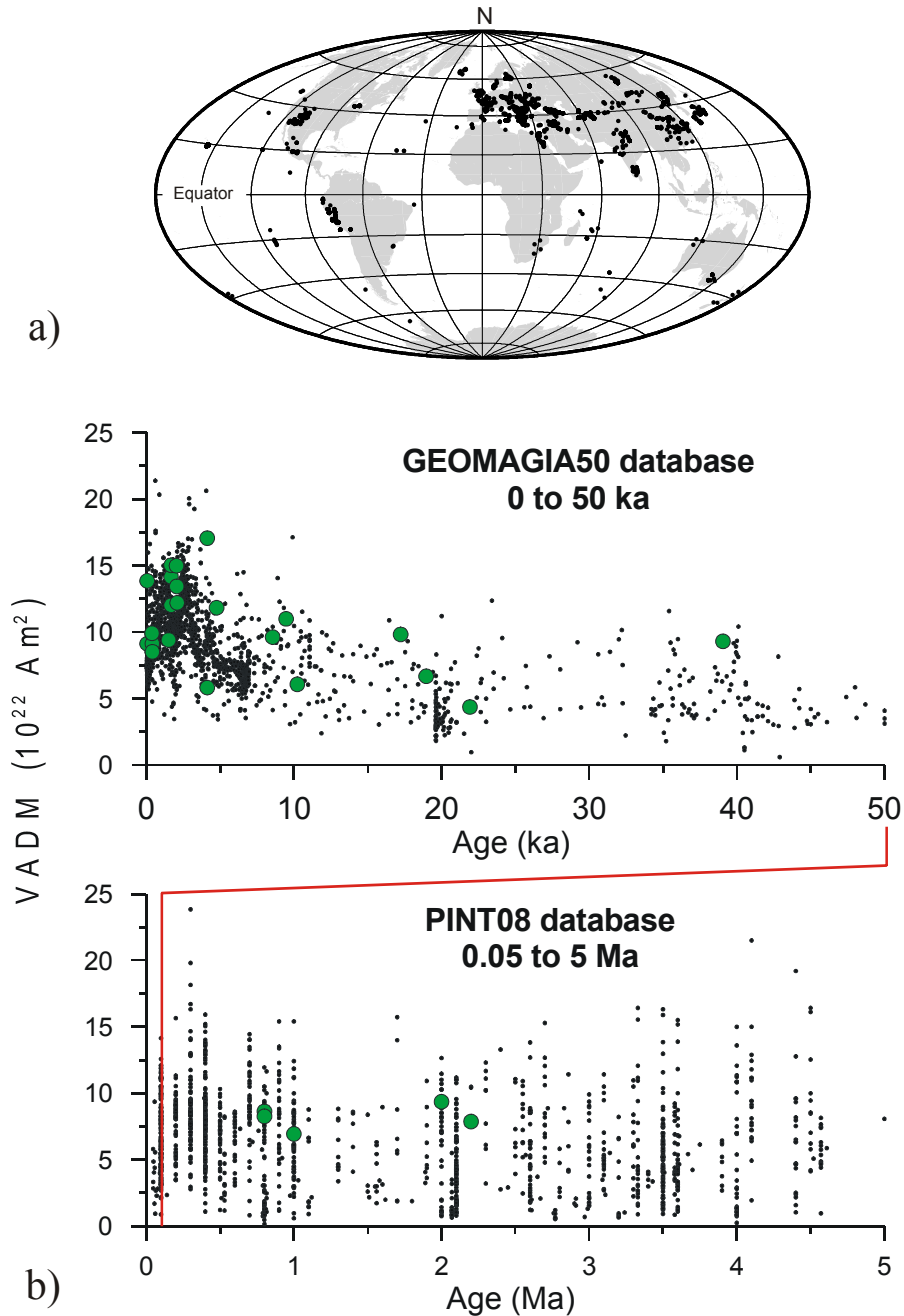 N
Equator
a)
25
20
15
10
5
0
GEOMAGIA50 database
0 to 50 ka
0 10 20 30 40 50
Age (ka)
VADM (10²² Am²)
25
20
15
10
5
0
PINT08 database
0.05 to 5 Ma
0 1 2 3 4 5
Age (Ma)
b)